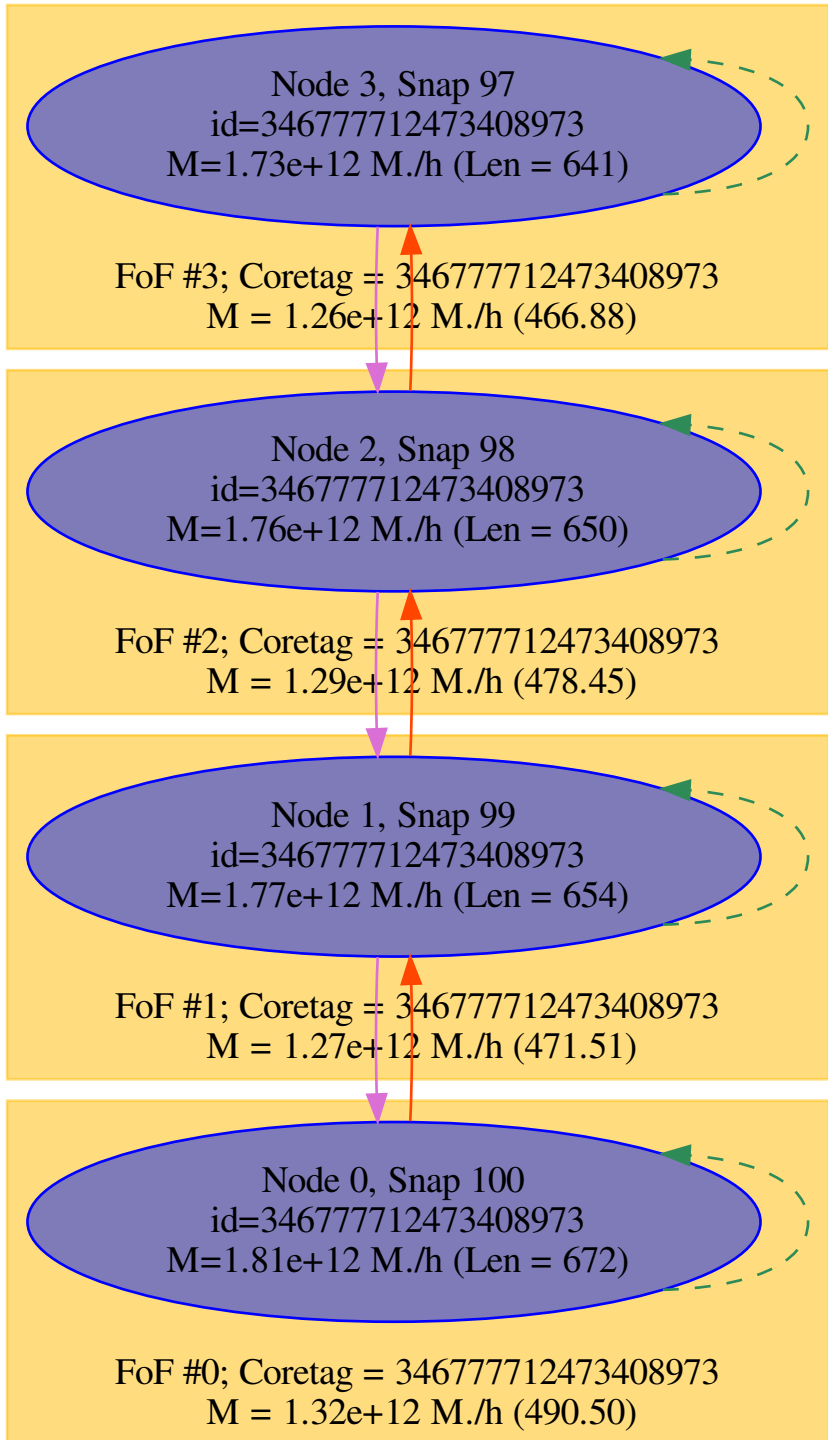 Node 3, Snap 97
id=346777712473408973
M=1.73e+12 M./h (Len = 641)
FoF #3; Coretag = 346777712473408973
M = 1.26e+12 M./h (466.88)
Node 2, Snap 98
id=346777712473408973
M=1.76e+12 M./h (Len = 650)
FoF #2; Coretag = 346777712473408973
M = 1.29e+12 M./h (478.45)
Node 1, Snap 99
id=346777712473408973
M=1.77e+12 M./h (Len = 654)
FoF #1; Coretag = 346777712473408973
M = 1.27e+12 M./h (471.51)
Node 0, Snap 100
id=346777712473408973
M=1.81e+12 M./h (Len = 672)
FoF #0; Coretag = 346777712473408973
M = 1.32e+12 M./h (490.50)